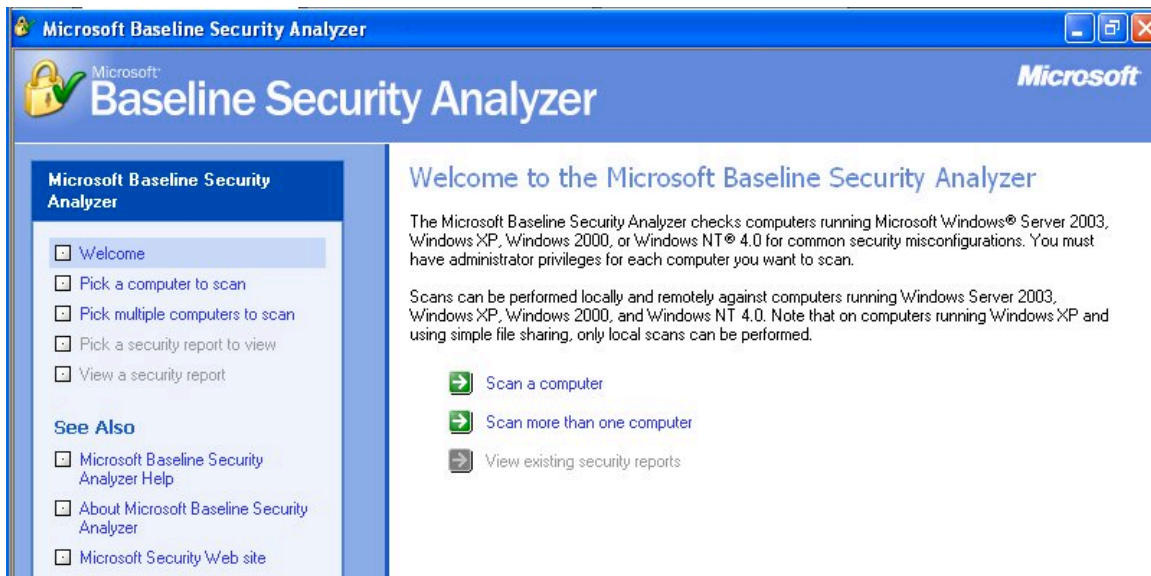 Microsoft Baseline Security Analyzer
Microsoft
Baseline Security Analyzer
Microsoft
Microsoft Baseline Security
Analyzer
Welcome
Pick a computer to scan
Pick multiple computers to scan
Pick a security report to view
View a security report
See Also
Microsoft Baseline Security
Analyzer Help
About Microsoft Baseline Security
Analyzer
Microsoft Security Web site
Welcome to the Microsoft Baseline Security Analyzer
The Microsoft Baseline Security Analyzer checks computers running Microsoft Windows® Server 2003,
Windows XP, Windows 2000, or Windows NT® 4.0 for common security misconfigurations. You must
have administrator privileges for each computer you want to scan.
Scans can be performed locally and remotely against computers running Windows Server 2003,
Windows XP, Windows 2000, and Windows NT 4.0. Note that on computers running Windows XP and
using simple file sharing, only local scans can be performed.
Scan a computer
Scan more than one computer
View existing security reports